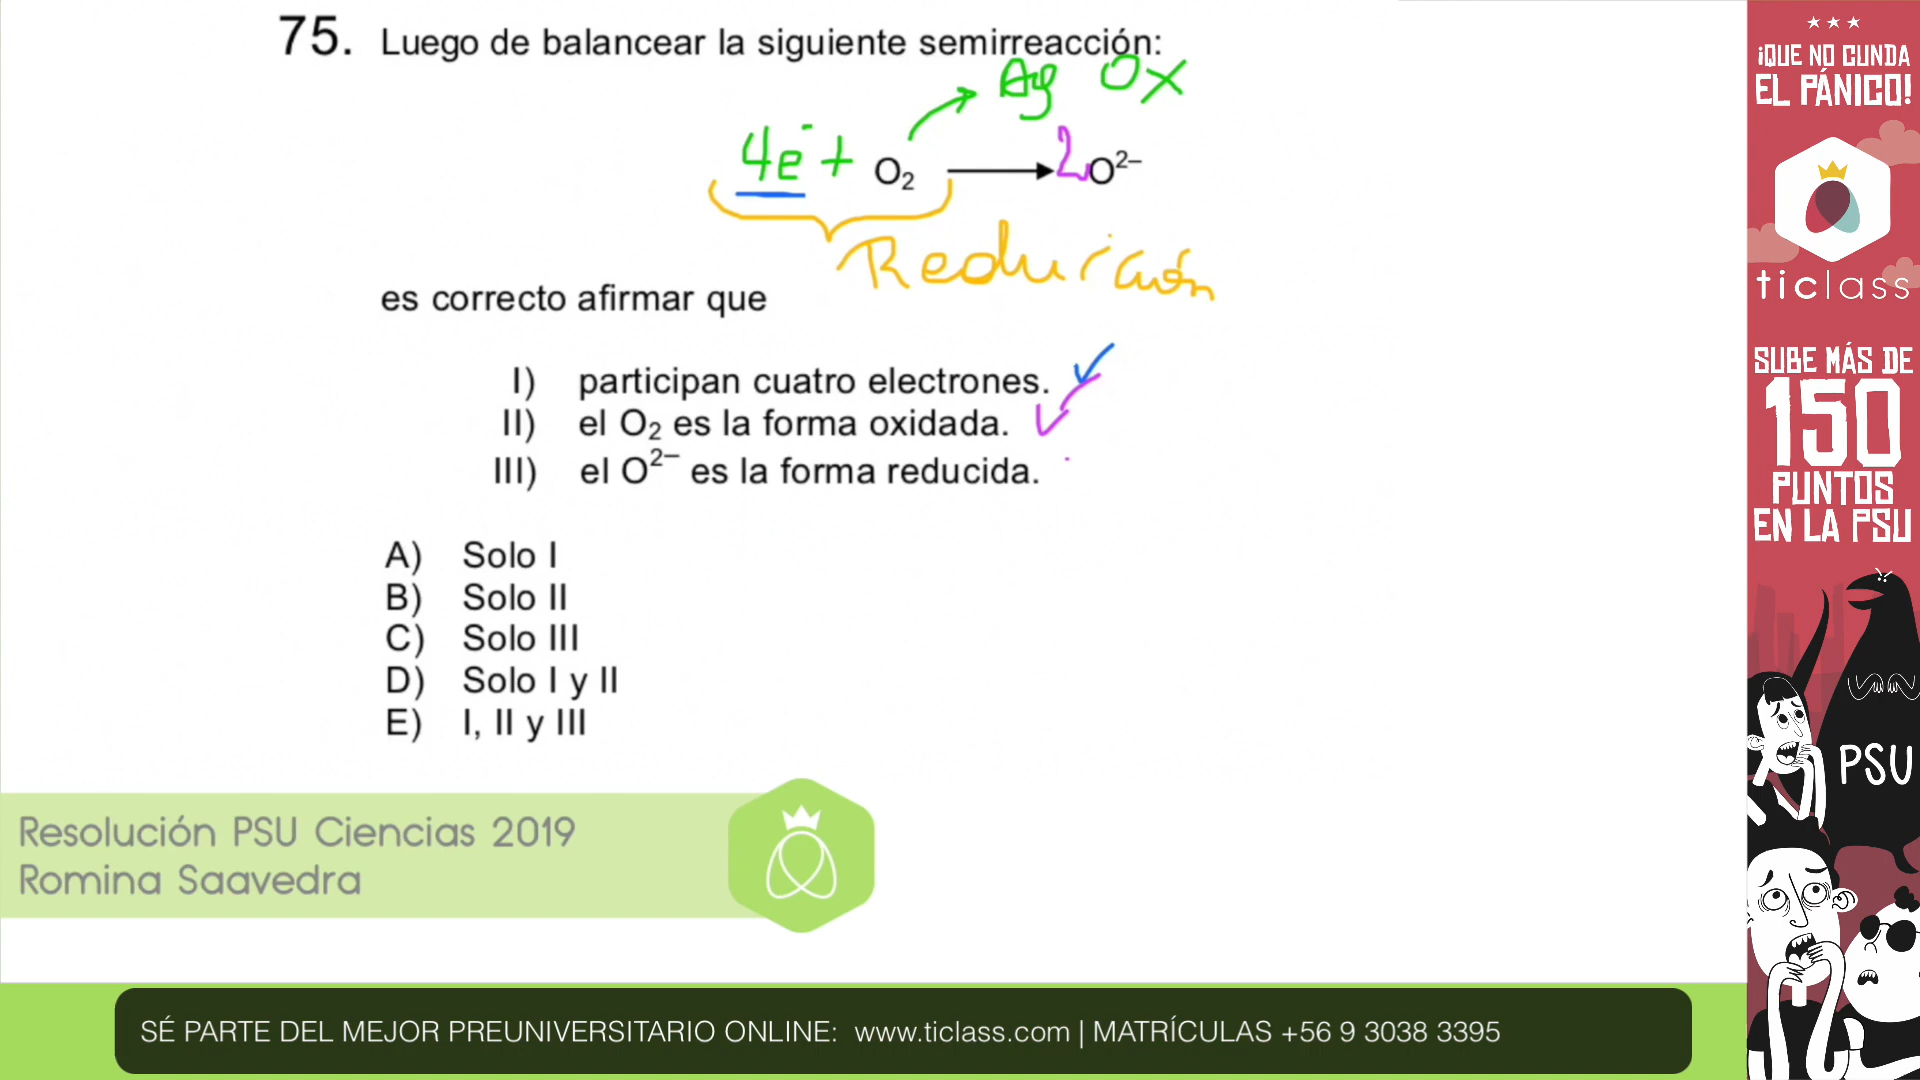 75. Luego de balancear la siguiente semirreacción:
Ag OX
4e⁻ + O₂ → 2O²⁻
Reducción
es correcto afirmar que
I) participan cuatro electrones.
II) el O₂ es la forma oxidada.
III) el O²⁻ es la forma reducida.
A) Solo I
B) Solo II
C) Solo III
D) Solo I y II
E) I, II y III
Resolución PSU Ciencias 2019
Romina Saavedra
SÉ PARTE DEL MEJOR PREUNIVERSITARIO ONLINE: www.ticlass.com | MATRÍCULAS +56 9 3038 3395
¡QUE NO CUNDA
EL PÁNICO!
ticlass
SUBE MÁS DE
150
PUNTOS
EN LA PSU
PSU